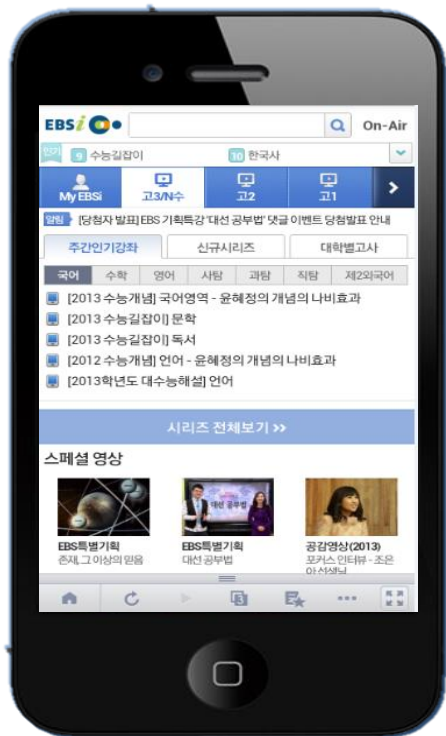 EBSi
On-Air
인기 9 수능길잡이 10 한국사
My EBSi 고3/N수 고2 고1
알림 [당첨자 발표] EBS 기획특강 '대선 공부법' 댓글 이벤트 당첨발표 안내
주간인기강좌 신규시리즈 대학별고사
국어 수학 영어 사탐 과탐 직탐 제2외국어
[2013 수능개념] 국어영역 - 윤혜정의 개념의 나비효과
[2013 수능길잡이] 문학
[2013 수능길잡이] 독서
[2012 수능개념] 언어 - 윤혜정의 개념의 나비효과
[2013학년도 대수능해설] 언어
시리즈 전체보기 >>
스페셜 영상
대선 공부법
EBS특별기획 EBS특별기획 공감영상(2013)
존재, 그 이상의 믿음 대선 공부법 포커스 인터뷰 - 조은
아 선생님
3